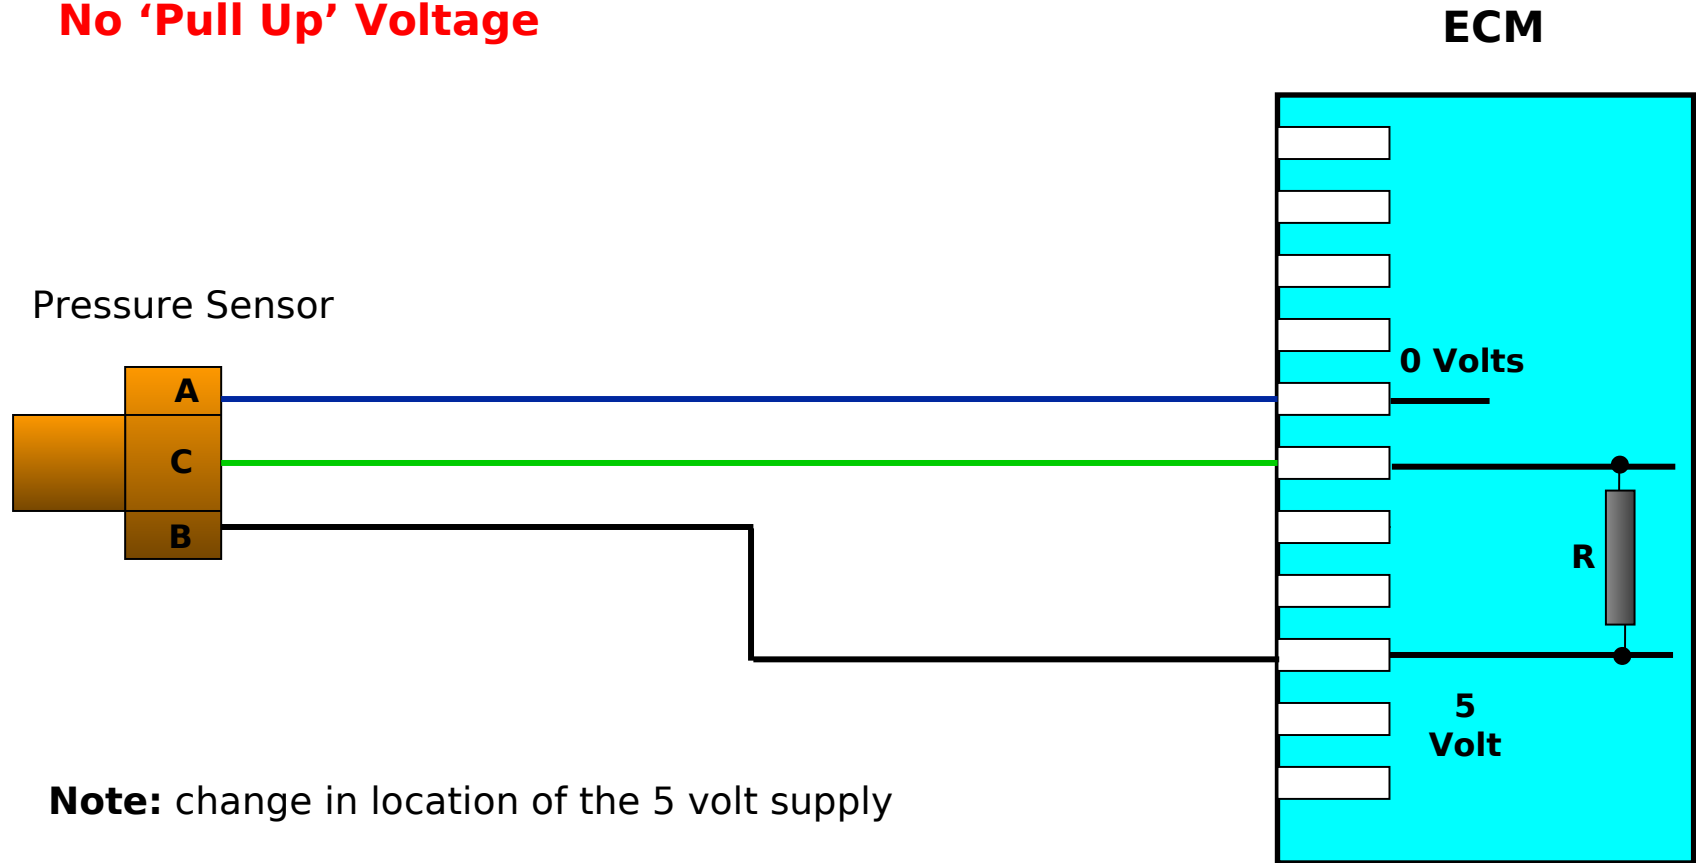 No ‘Pull Up’ Voltage
ECM
Pressure Sensor
0 Volts
A
C
B
R
5
Volt
Note: change in location of the 5 volt supply